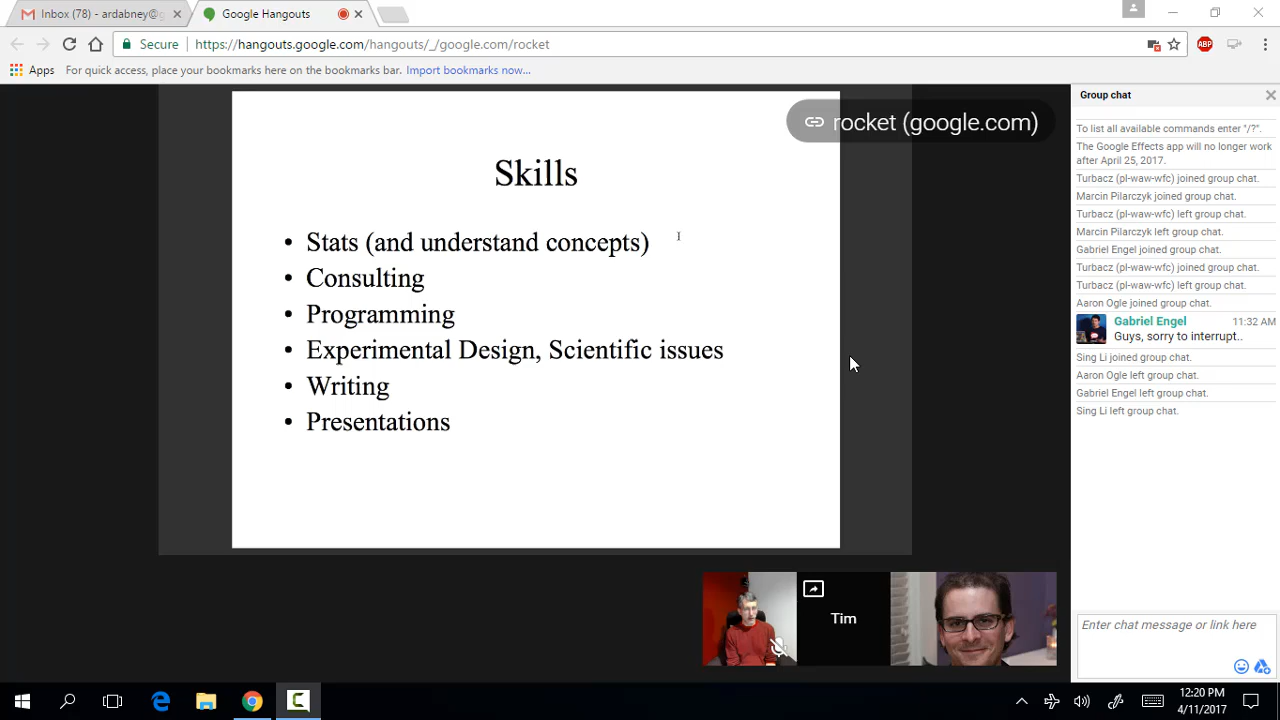 Inbox (78) - ardabney@g
Google Hangouts
Secure
https://hangouts.google.com/hangouts/_/google.com/rocket
ABP
Apps
For quick access, place your bookmarks here on the bookmarks bar. Import bookmarks now...
rocket (google.com)
Skills
• Stats (and understand concepts)
• Consulting
• Programming
• Experimental Design, Scientific issues
• Writing
• Presentations
Tim
Group chat
To list all available commands enter "/?".
The Google Effects app will no longer work
after April 25, 2017.
Turbacz (pl-waw-wfc) joined group chat.
Marcin Pilarczyk joined group chat.
Turbacz (pl-waw-wfc) left group chat.
Marcin Pilarczyk left group chat.
Gabriel Engel joined group chat.
Turbacz (pl-waw-wfc) joined group chat.
Turbacz (pl-waw-wfc) left group chat.
Aaron Ogle joined group chat.
Gabriel Engel 11:32 AM
Guys, sorry to interrupt..
Sing Li joined group chat.
Aaron Ogle left group chat.
Gabriel Engel left group chat.
Sing Li left group chat.
Enter chat message or link here
12:20 PM
4/11/2017